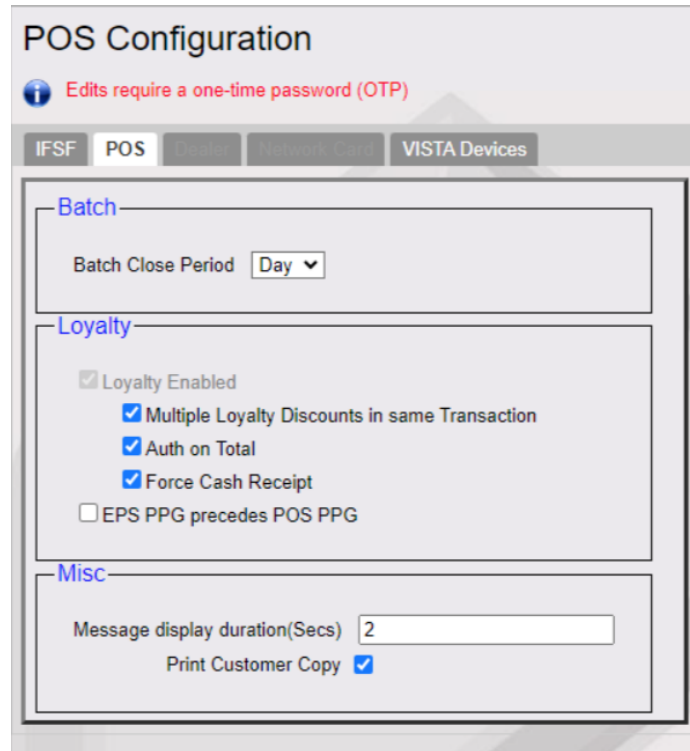 POS Configuration
Edits require a one-time password (OTP)
IFSF POS Dealer Network Card VISTA Devices
Batch
Batch Close Period Day
Loyalty
Loyalty Enabled
Multiple Loyalty Discounts in same Transaction
Auth on Total
Force Cash Receipt
EPS PPG precedes POS PPG
Misc
Message display duration(Secs) 2
Print Customer Copy